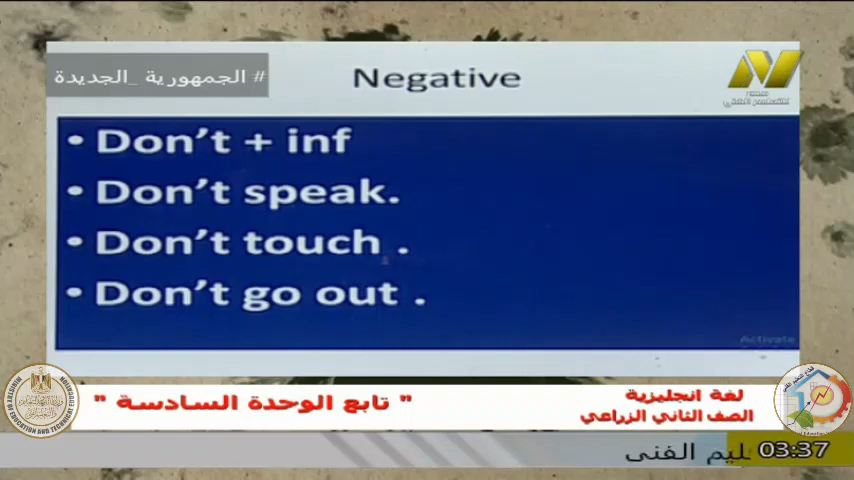 # الجمهورية _الجديدة
Negative
• Don't + inf
• Don't speak.
• Don't touch .
• Don't go out .
Activate
" تابع الوحدة السادسة "
لغة انجليزية
الصف الثاني الزراعي
ليم الفنى
03:37